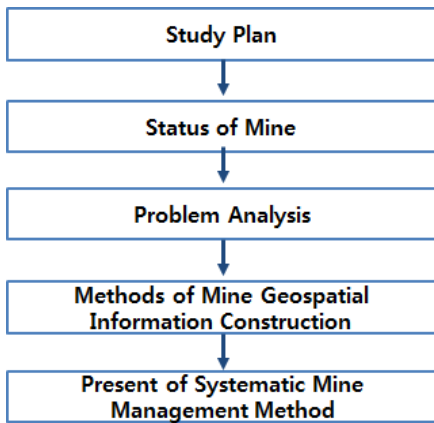 Study Plan
Status of Mine
Problem Analysis
Methods of Mine Geospatial
Information Construction
Present of Systematic Mine
Management Method